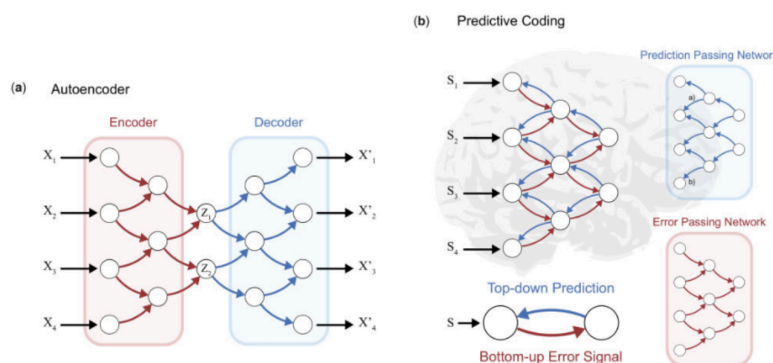 (a) Autoencoder
Encoder
Decoder
X1
X2
X3
X4
Z1
Z2
X'1
X'2
X'3
X'4
(b) Predictive Coding
S1
S2
S3
S4
Prediction Passing Network
a)
b)
Error Passing Network
Top-down Prediction
S
Bottom-up Error Signal